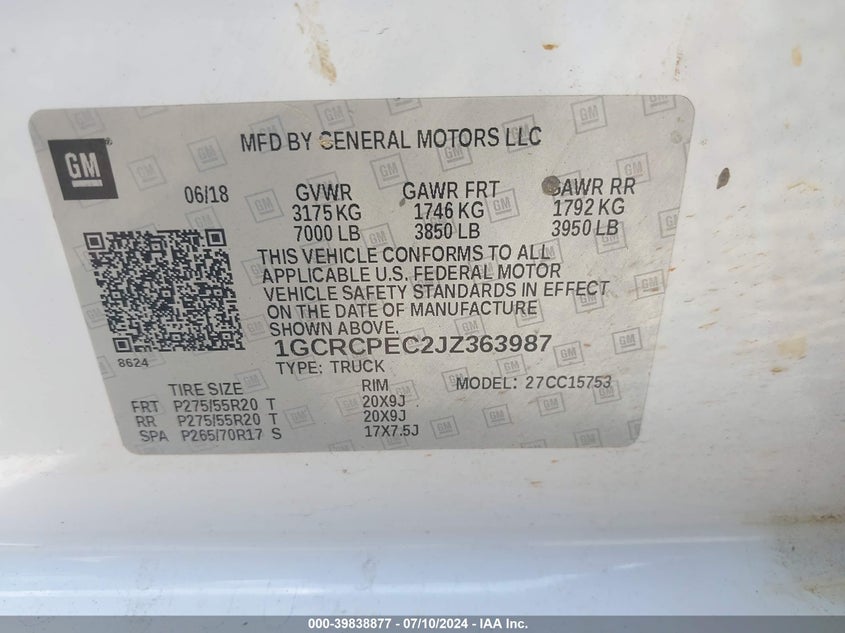 GM
MFD BY GENERAL MOTORS LLC
06/18 GVWR GAWR FRT GAWR RR
3175 KG 1746 KG 1792 KG
7000 LB 3850 LB 3950 LB
THIS VEHICLE CONFORMS TO ALL
APPLICABLE U.S. FEDERAL MOTOR
VEHICLE SAFETY STANDARDS IN EFFECT
ON THE DATE OF MANUFACTURE
SHOWN ABOVE.
8624
1GCRCPEC2JZ363987
TYPE: TRUCK MODEL: 27CC15753
TIRE SIZE RIM
FRT P275/55R20 T 20X9J
RR P275/55R20 T 20X9J
SPA P265/70R17 S 17X7.5J
000-39838877 / 07/10/2024 - IAA Inc.